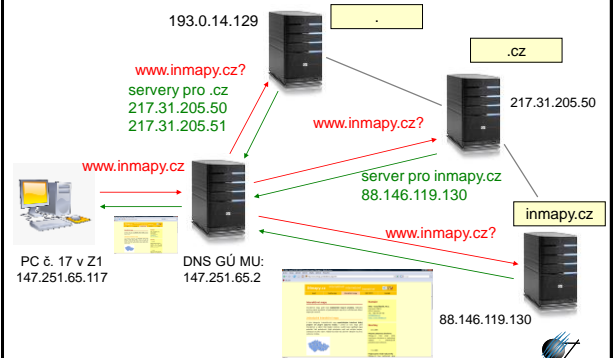 193.0.14.129
.
.cz
www.inmapy.cz?
servery pro .cz
217.31.205.50
217.31.205.51
217.31.205.50
www.inmapy.cz?
www.inmapy.cz
server pro inmapy.cz
88.146.119.130
inmapy.cz
www.inmapy.cz?
PC č. 17 v Z1
147.251.65.117
DNS GÚ MU:
147.251.65.2
88.146.119.130